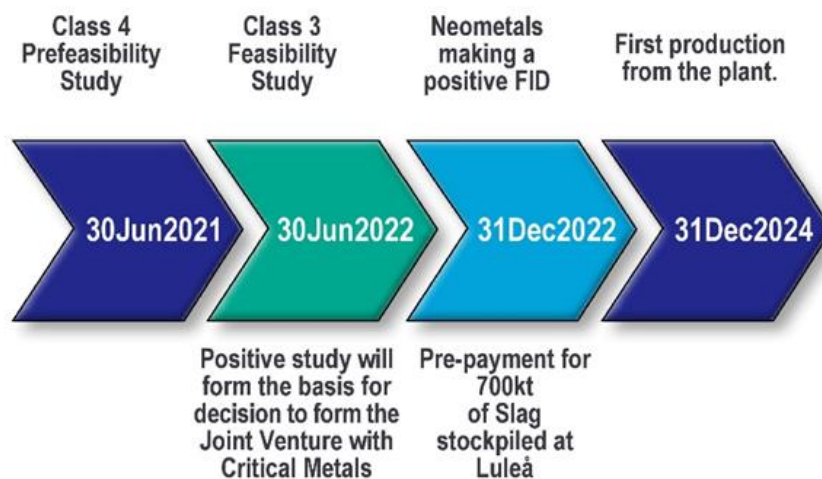 Class 4
Prefeasibility
Study
Class 3
Feasibility
Study
Neometals
making a
positive FID
First production
from the plant.
30Jun2021
30Jun2022
31Dec2022
31Dec2024
Positive study will
form the basis for
decision to form the
Joint Venture with
Critical Metals
Pre-payment for
700kt
of Slag
stockpiled at
Luleå